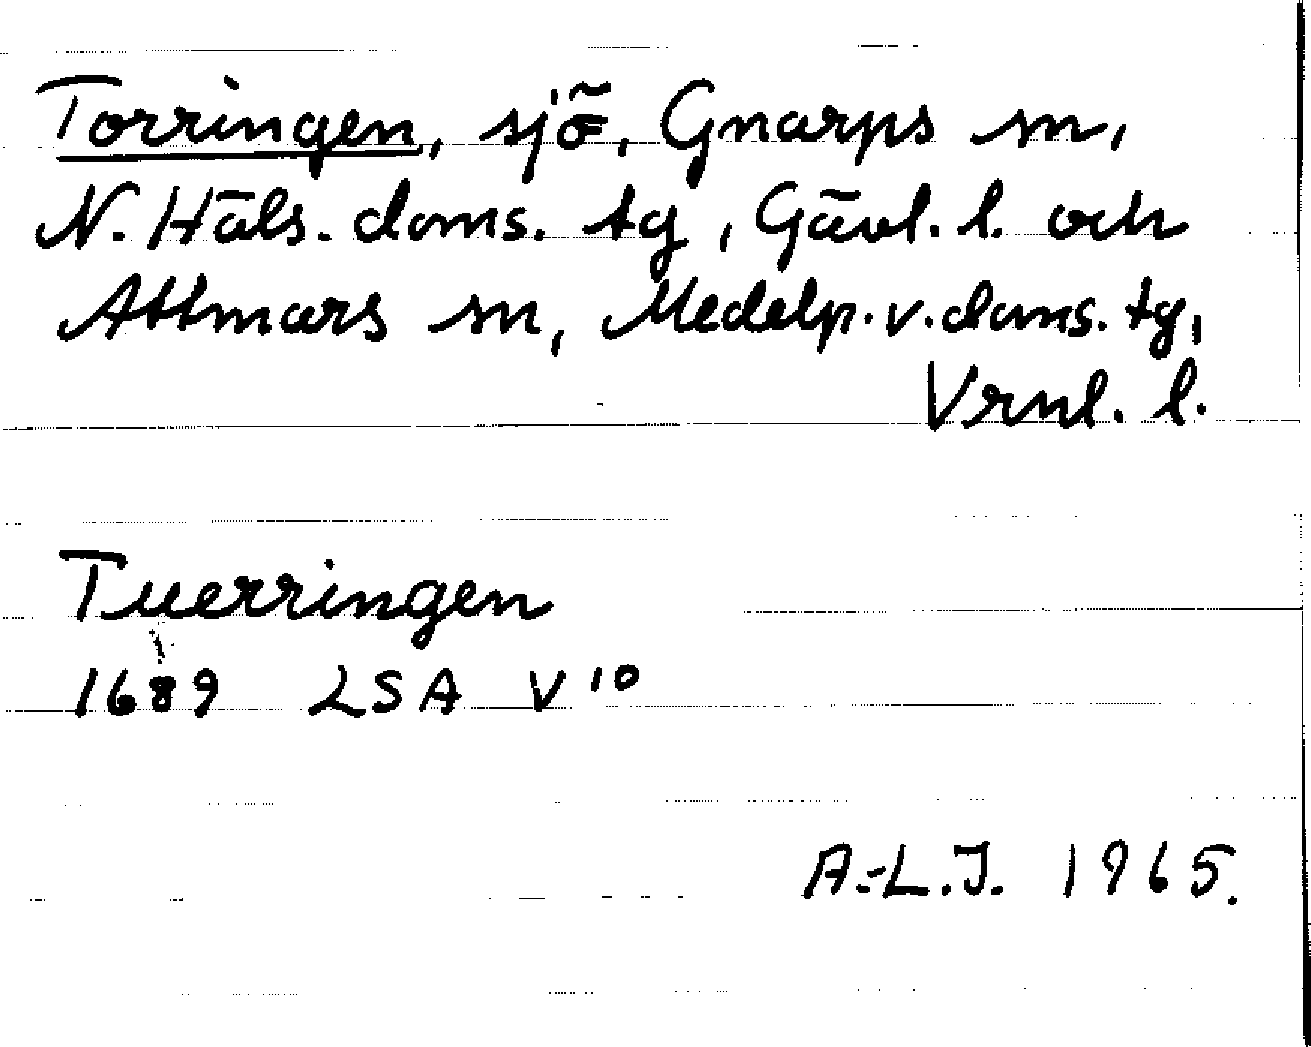 Torringen, sjö, Gnarps sn,
N. Häls. doms. tg, Gävl. l. och
Attmars sn, Medelp. v. doms. tg,
Vrnl. l.
Tuerringen
1689 LSA V 10
A.-L.J. 1965.